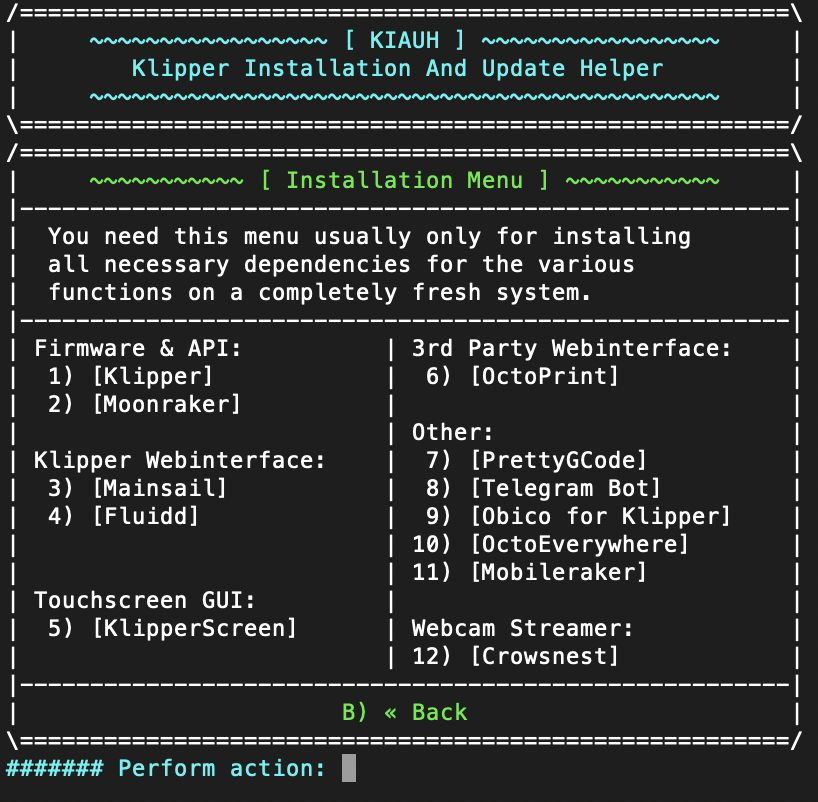 /=======================================================\
|     ~~~~~~~~~~~~~~~~~ [ KIAUH ] ~~~~~~~~~~~~~~~~~     |
|        Klipper Installation And Update Helper         |
|     ~~~~~~~~~~~~~~~~~~~~~~~~~~~~~~~~~~~~~~~~~~~~~     |
\=======================================================/
/=======================================================\
|     ~~~~~~~~~~~ [ Installation Menu ] ~~~~~~~~~~~     |
|-------------------------------------------------------|
|  You need this menu usually only for installing       |
|  all necessary dependencies for the various           |
|  functions on a completely fresh system.              |
|-------------------------------------------------------|
| Firmware & API:          | 3rd Party Webinterface:    |
|  1) [Klipper]            |  6) [OctoPrint]            |
|  2) [Moonraker]          |                            |
|                          | Other:                     |
| Klipper Webinterface:    |  7) [PrettyGCode]          |
|  3) [Mainsail]           |  8) [Telegram Bot]         |
|  4) [Fluidd]             |  9) [Obico for Klipper]    |
|                          | 10) [OctoEverywhere]       |
|                          | 11) [Mobileraker]          |
| Touchscreen GUI:         |                            |
|  5) [KlipperScreen]      | Webcam Streamer:           |
|                          | 12) [Crowsnest]            |
|-------------------------------------------------------|
|                       B) « Back                       |
\=======================================================/
####### Perform action: